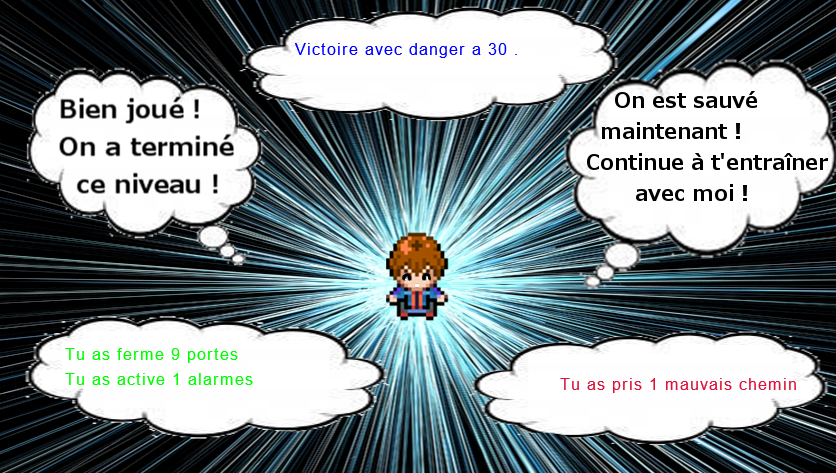 Victoire avec danger a 30 .
Bien joué !
On a terminé
ce niveau !
On est sauvé
maintenant !
Continue à t'entraîner
avec moi !
Tu as ferme 9 portes
Tu as active 1 alarmes
Tu as pris 1 mauvais chemin